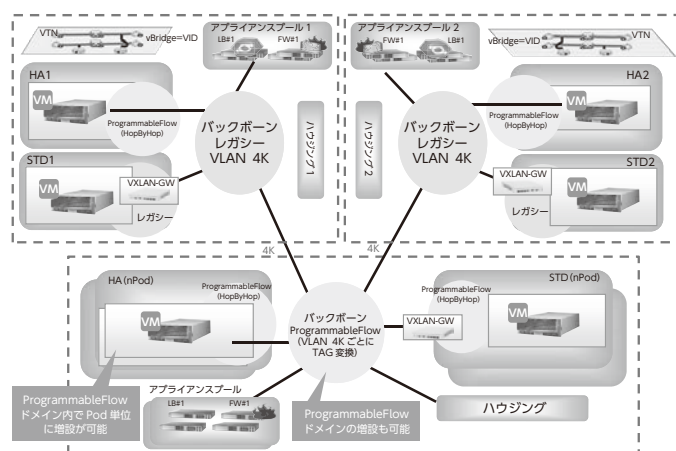 VTN
vBridge=VID
アプライアンスプール 1
LB#1
FW#1
HA1
VM
ProgrammableFlow
(HopByHop)
バックボーン
レガシー
VLAN 4K
ハウジング 1
STD1
VM
VXLAN-GW
レガシー
アプライアンスプール 2
FW#1
LB#1
vBridge=VID
VTN
HA2
VM
ProgrammableFlow
(HopByHop)
バックボーン
レガシー
VLAN 4K
ハウジング 2
STD2
VXLAN-GW
VM
レガシー
4K
4K
HA(nPod)
ProgrammableFlow
(HopByHop)
VM
バックボーン
ProgrammableFlow
(VLAN 4K ごとに
TAG 変換)
STD(nPod)
ProgrammableFlow
(HopByHop)
VXLAN-GW
VM
ProgrammableFlow
ドメイン内で Pod 単位
に増設が可能
アプライアンスプール
LB#1
FW#1
ProgrammableFlow
ドメインの増設も可能
ハウジング